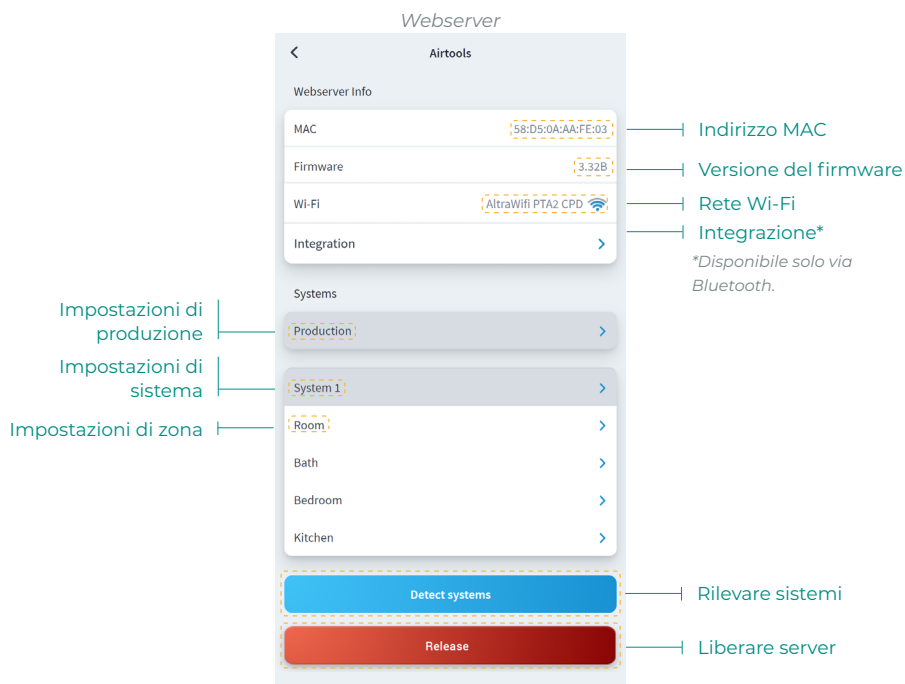 Webserver
Airtools
Webserver Info
MAC 58:D5:0A:AA:FE:03
Indirizzo MAC
Firmware 3.32B
Versione del firmware
Wi-Fi AltraWifi PTA2 CPD
Rete Wi-Fi
Integration
Integrazione*
*Disponibile solo via
Bluetooth.
Systems
Impostazioni di
produzione
Production
Impostazioni di
sistema
System 1
Impostazioni di zona
Room
Bath
Bedroom
Kitchen
Detect systems
Rilevare sistemi
Release
Liberare server